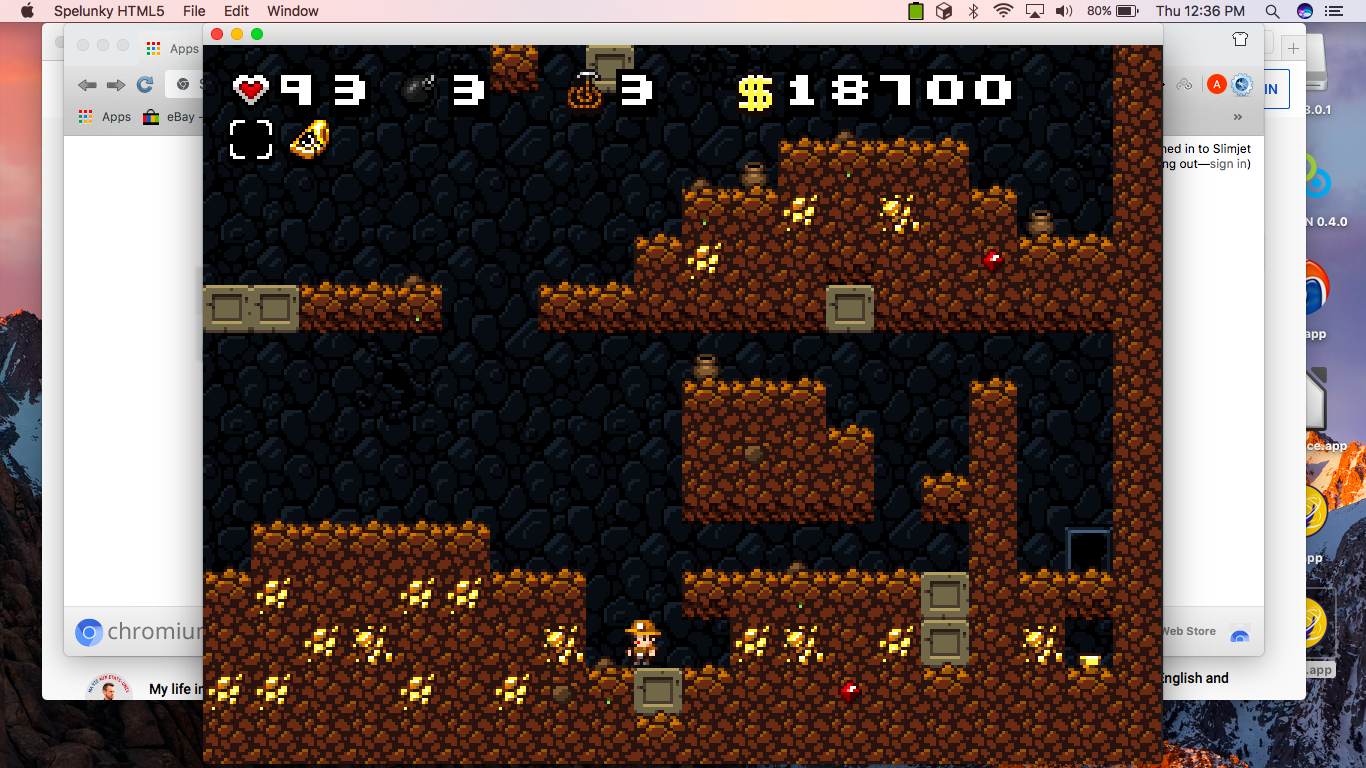 Spelunky HTML5 File Edit Window 80% Thu 12:36 PM
93 3 3 $18700
Apps
S
A
IN
3.0.1
Apps eBay –
»
ned in to Slimjet
ng out—sign in)
N 0.4.0
app
ce.app
app
chromium
Web Store
.app
My life in
English and